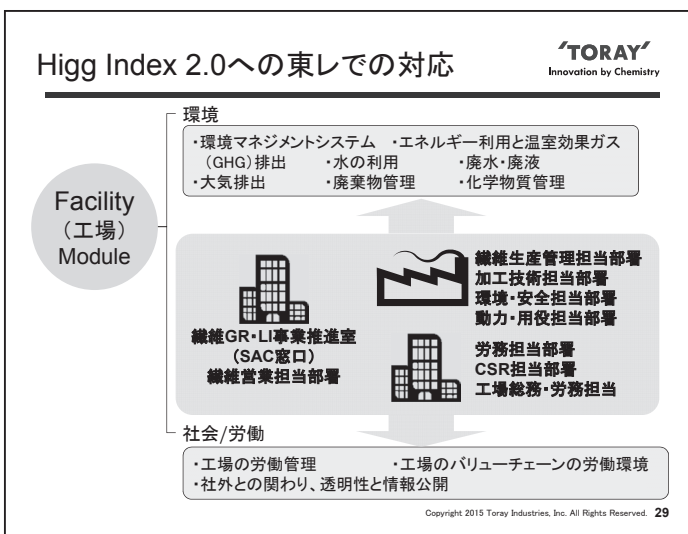 Higg Index 2.0への東レでの対応
'TORAY'
Innovation by Chemistry
環境
・環境マネジメントシステム ・エネルギー利用と温室効果ガス
(GHG)排出 ・水の利用 ・廃水・廃液
・大気排出 ・廃棄物管理 ・化学物質管理
Facility
(工場)
Module
繊維GR・LI事業推進室
(SAC窓口)
繊維営業担当部署
繊維生産管理担当部署
加工技術担当部署
環境・安全担当部署
動力・用役担当部署
労務担当部署
CSR担当部署
工場総務・労務担当
社会/労働
・工場の労働管理 ・工場のバリューチェーンの労働環境
・社外との関わり、透明性と情報公開
Copyright 2015 Toray Industries, Inc. All Rights Reserved. 29